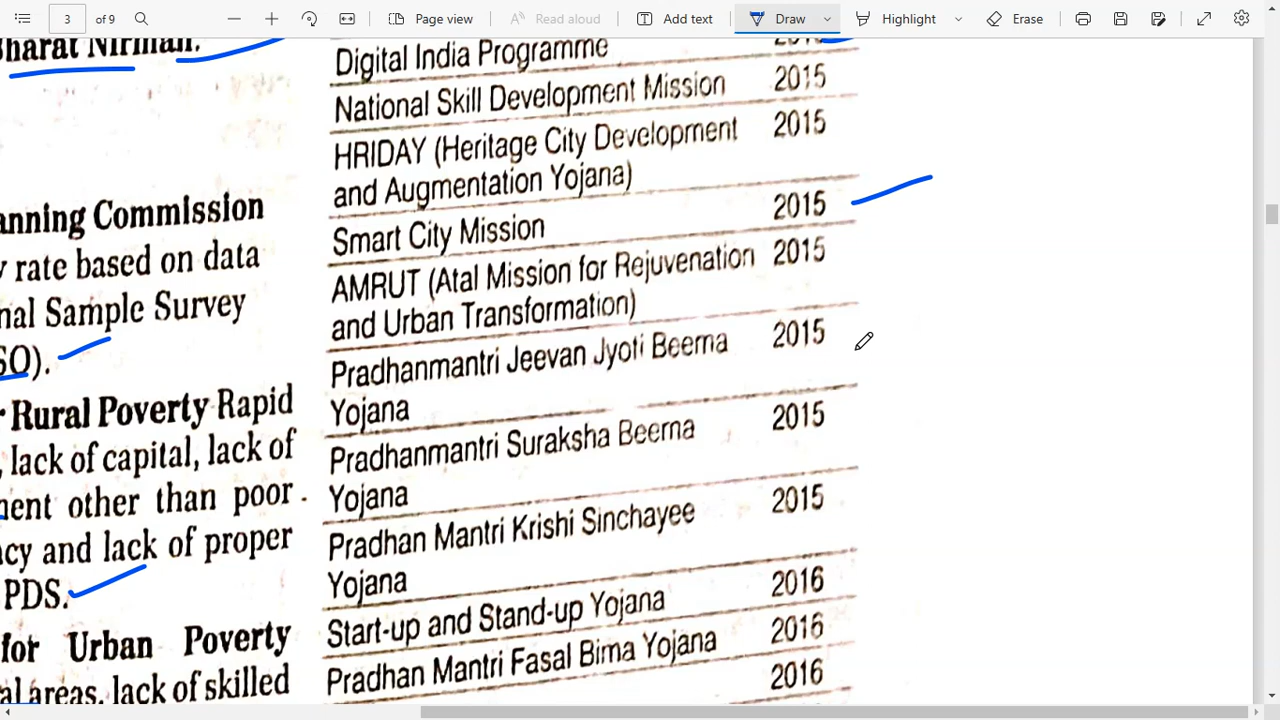 3
of 9
Page view
Read aloud
Add text
Draw
Highlight
Erase
Bharat Nirman.
anning Commission
rate based on data
nal Sample Survey
SO).
Rural Poverty Rapid
, lack of capital, lack of
ment other than poor
cy and lack of proper
PDS.
for Urban Poverty
al areas, lack of skilled
Digital India Programme
National Skill Development Mission 2015
HRIDAY (Heritage City Development 2015
and Augmentation Yojana)
Smart City Mission 2015
AMRUT (Atal Mission for Rejuvenation 2015
and Urban Transformation)
Pradhanmantri Jeevan Jyoti Beema 2015
Yojana
Pradhanmantri Suraksha Beema 2015
Yojana
Pradhan Mantri Krishi Sinchayee 2015
Yojana
Start-up and Stand-up Yojana 2016
Pradhan Mantri Fasal Bima Yojana 2016
2016